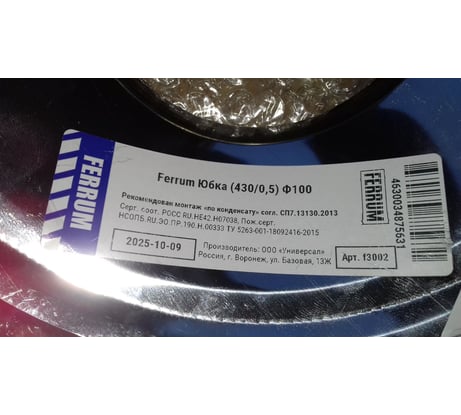 FERRUM
Ferrum Юбка (430/0,5) Ф100
Рекомендован монтаж «по конденсату» согл. СП7.13130.2013
Серт. соот. РОСС RU.HE42.H07038, Пож.серт.
НСОПБ.RU.ЭО.ПР.190.Н.00333 ТУ 5263-001-18092416-2015
2025-10-09
Производитель: ООО «Универсал»
Россия, г. Воронеж, ул. Базовая, 13Ж
Арт. f3002
FERRUM